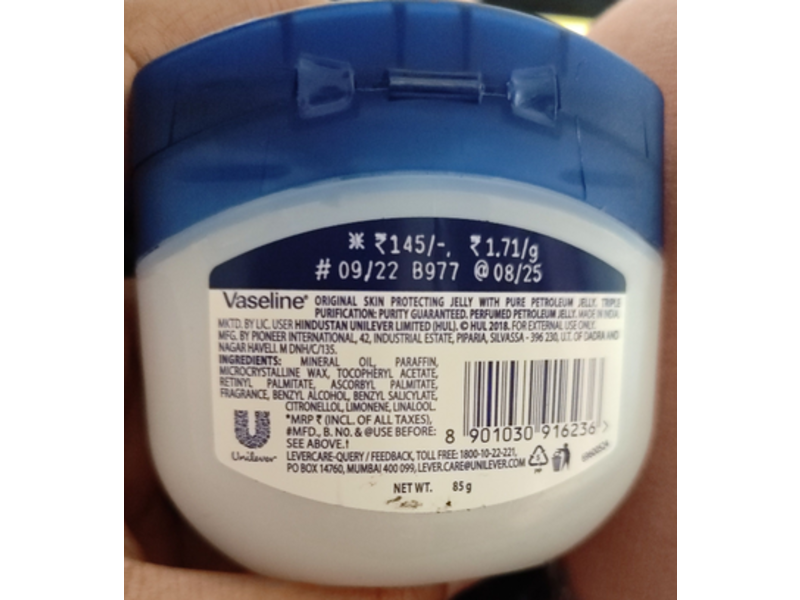 ※ ₹145/-, ₹1.71/g
# 09/22 B977 @08/25
Vaseline® ORIGINAL SKIN PROTECTING JELLY WITH PURE PETROLEUM JELLY. TRIPLE
PURIFICATION: PURITY GUARANTEED. PERFUMED PETROLEUM JELLY. MADE IN INDIA.
MKTD. BY LIC. USER HINDUSTAN UNILEVER LIMITED (HUL). © HUL 2018. FOR EXTERNAL USE ONLY.
MFG. BY PIONEER INTERNATIONAL, 42, INDUSTRIAL ESTATE, PIPARIA, SILVASSA - 396 230, U.T. OF DADRA AND
NAGAR HAVELI. M DNH/C/135.
INGREDIENTS: MINERAL OIL, PARAFFIN,
MICROCRYSTALLINE WAX, TOCOPHERYL ACETATE,
RETINYL PALMITATE, ASCORBYL PALMITATE,
FRAGRANCE, BENZYL ALCOHOL, BENZYL SALICYLATE,
CITRONELLOL, LIMONENE, LINALOOL.
*MRP ₹ (INCL. OF ALL TAXES),
#MFD., B. NO. & @USE BEFORE:
SEE ABOVE.↑
8 901030 916236 >
Unilever
LEVERCARE-QUERY / FEEDBACK, TOLL FREE: 1800-10-22-221,
PO BOX 14760, MUMBAI 400 099, LEVER.CARE@UNILEVER.COM
NET WT. 85 g